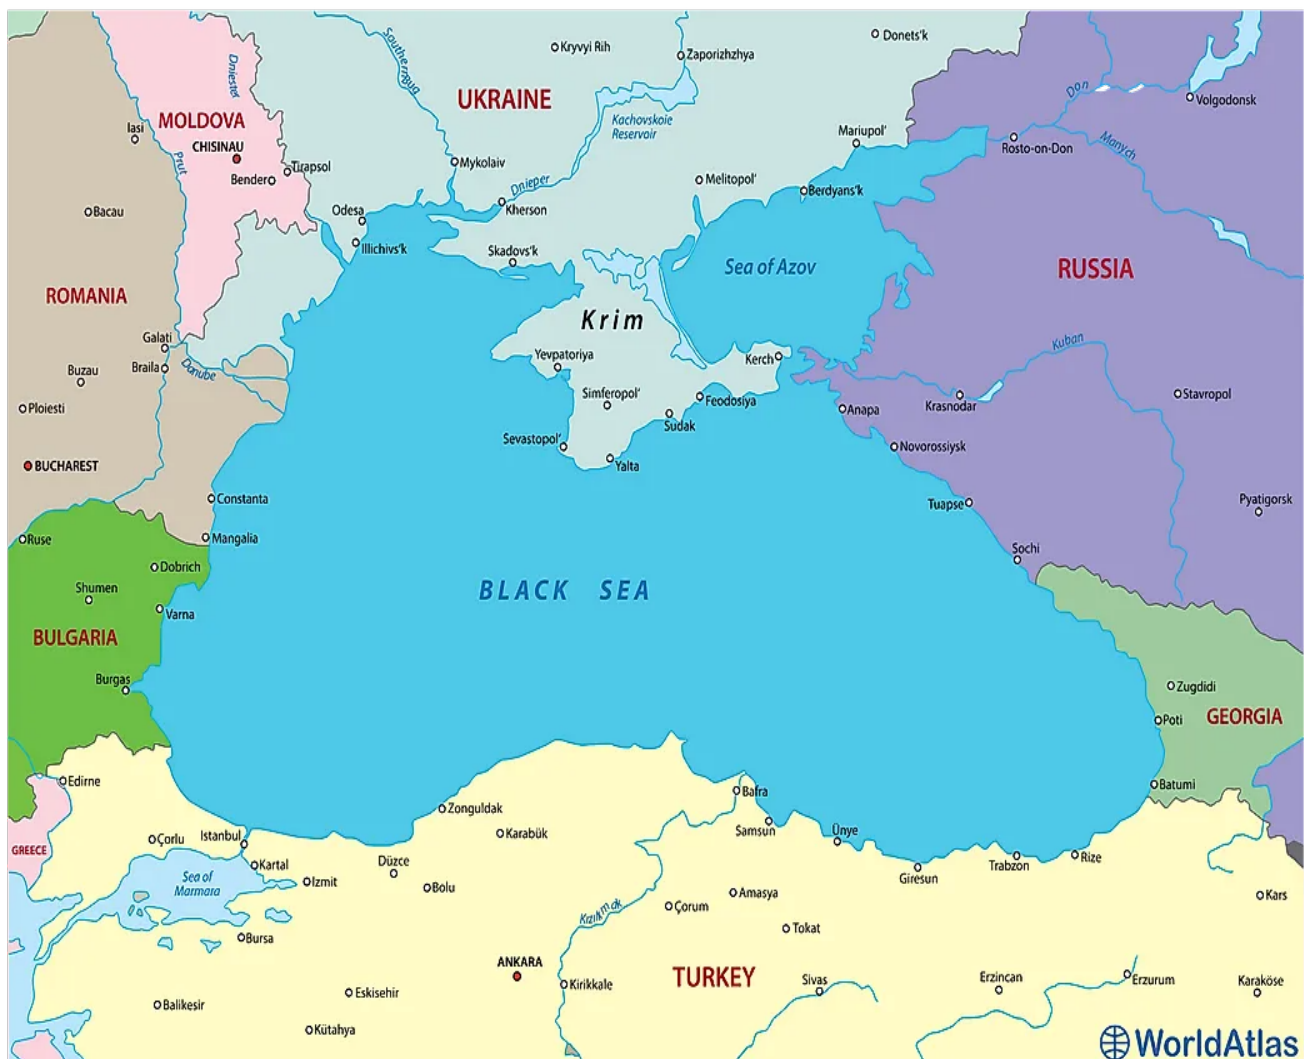 Kryvyi Rih
Donets'k
Southernbug
Zaporizhzhya
Dniester
UKRAINE
Don
Volgodonsk
MOLDOVA
Kachovskoie
Reservoir
Iasi
CHISINAU
Mariupol'
Rosto-on-Don
Manych
Prut
Bender
Tirapsol
Mykolaiv
Dnieper
Melitopol'
Berdyans'k
Bacau
Odesa
Kherson
Illichivs'k
Skadovs'k
Sea of Azov
RUSSIA
ROMANIA
Krim
Galati
Braila
Danube
Yevpatoriya
Kerch
Kuban
Buzau
Simferopol'
Feodosiya
Sudak
Anapa
Krasnodar
Stavropol
Ploiesti
Sevastopol'
Yalta
Novorossiysk
BUCHAREST
Constanta
Tuapse
Pyatigorsk
Ruse
Mangalia
Sochi
Dobrich
Shumen
BLACK SEA
Varna
BULGARIA
Burgas
Zugdidi
Poti
GEORGIA
Edirne
Batumi
Bafra
Zonguldak
Karabük
Samsun
Ünye
Çorlu
Istanbul
GREECE
Kartal
Düzce
Giresun
Trabzon
Rize
Sea of
Marmara
Izmit
Bolu
Amasya
Kars
Kızılırmak
Çorum
Tokat
Bursa
ANKARA
TURKEY
Kirikkale
Sivas
Erzincan
Erzurum
Karaköse
Balikesir
Eskisehir
Kütahya
WorldAtlas